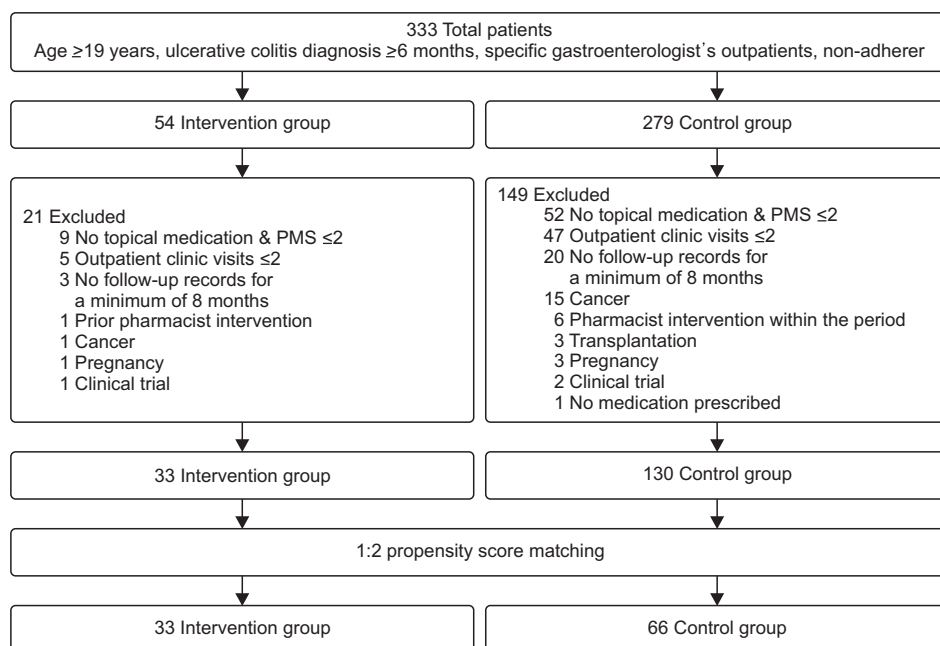 333 Total patients
Age ≥19 years, ulcerative colitis diagnosis ≥6 months, specific gastroenterologist's outpatients, non-adherer
54 Intervention group
279 Control group
21 Excluded
9 No topical medication & PMS ≤2
5 Outpatient clinic visits ≤2
3 No follow-up records for
a minimum of 8 months
1 Prior pharmacist intervention
1 Cancer
1 Pregnancy
1 Clinical trial
149 Excluded
52 No topical medication & PMS ≤2
47 Outpatient clinic visits ≤2
20 No follow-up records for
a minimum of 8 months
15 Cancer
6 Pharmacist intervention within the period
3 Transplantation
3 Pregnancy
2 Clinical trial
1 No medication prescribed
33 Intervention group
130 Control group
1:2 propensity score matching
33 Intervention group
66 Control group